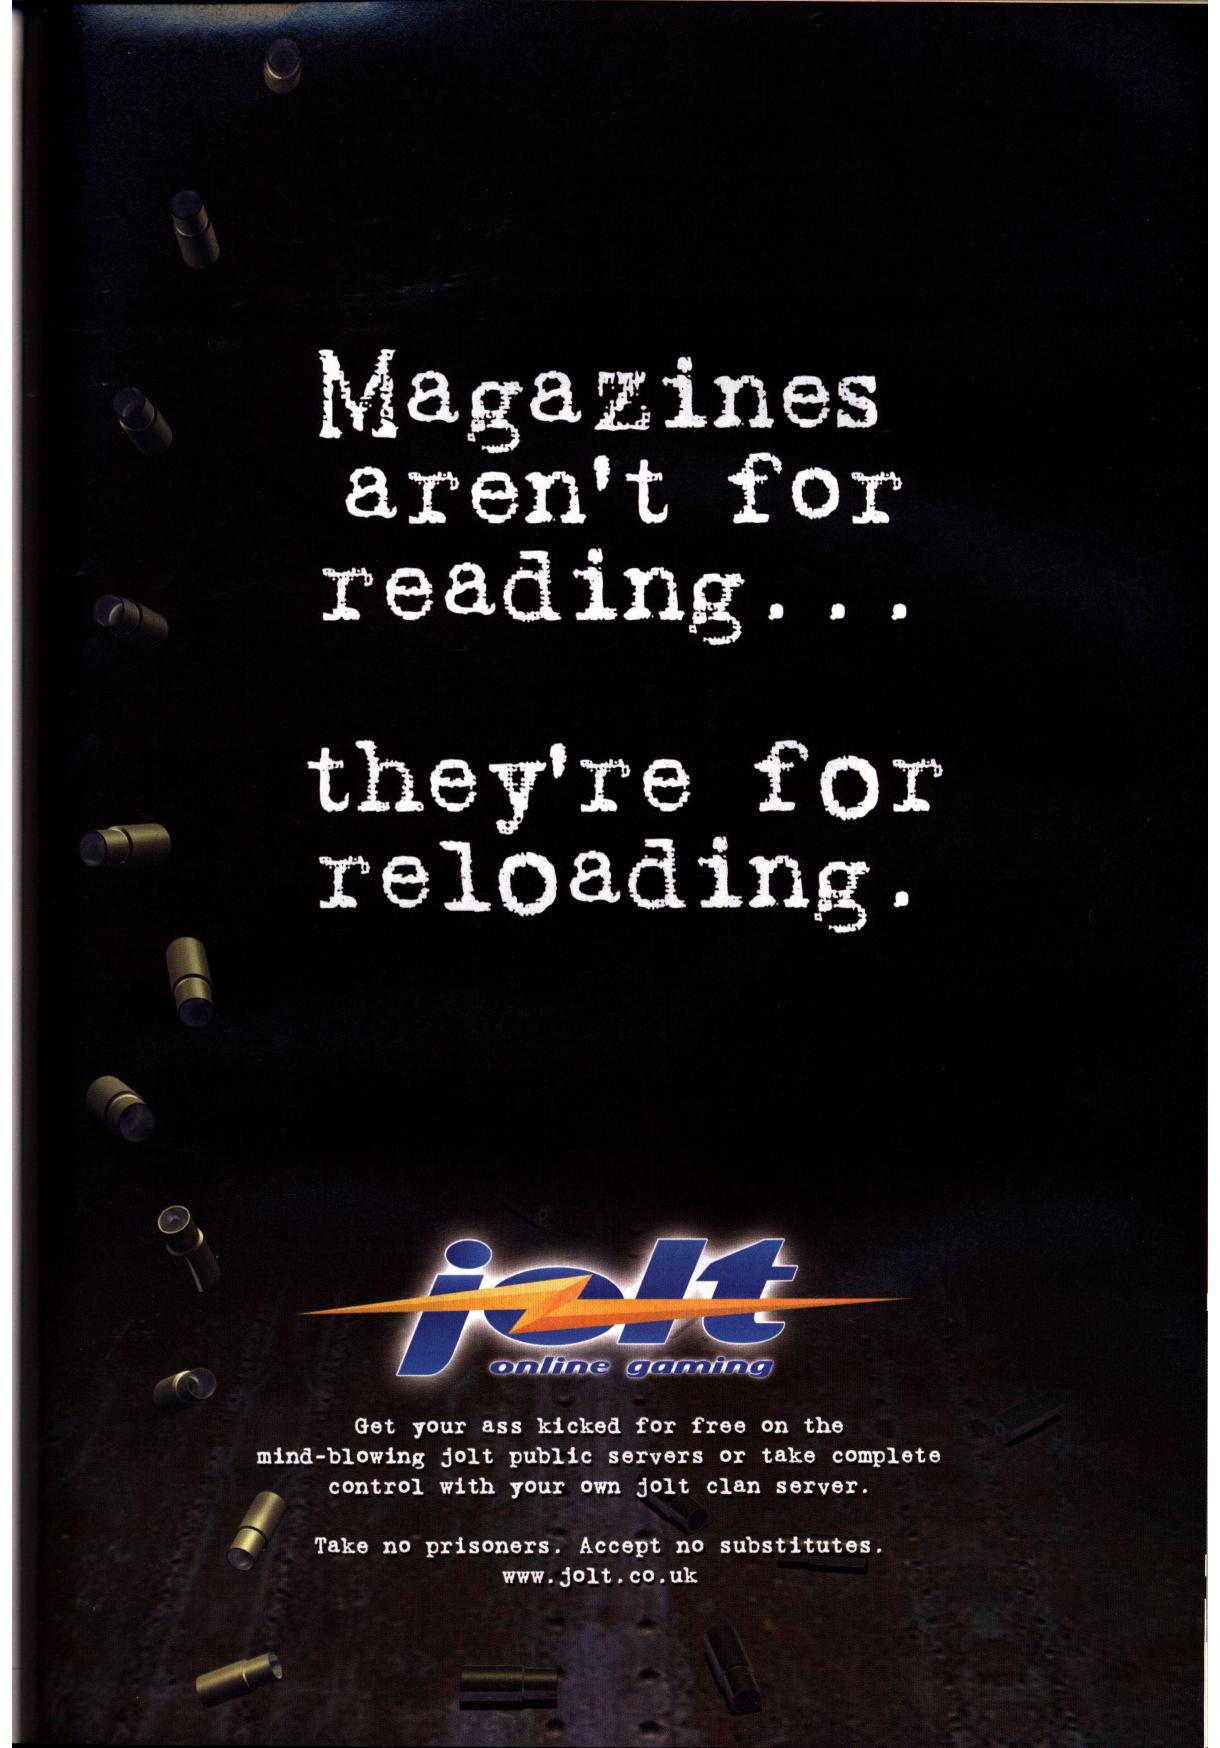 Magazines
aren't for
reading...
they're for
reloading.
jolt
online gaming
Get your ass kicked for free on the
mind-blowing jolt public servers or take complete
control with your own jolt clan server.
Take no prisoners. Accept no substitutes.
www.jolt.co.uk